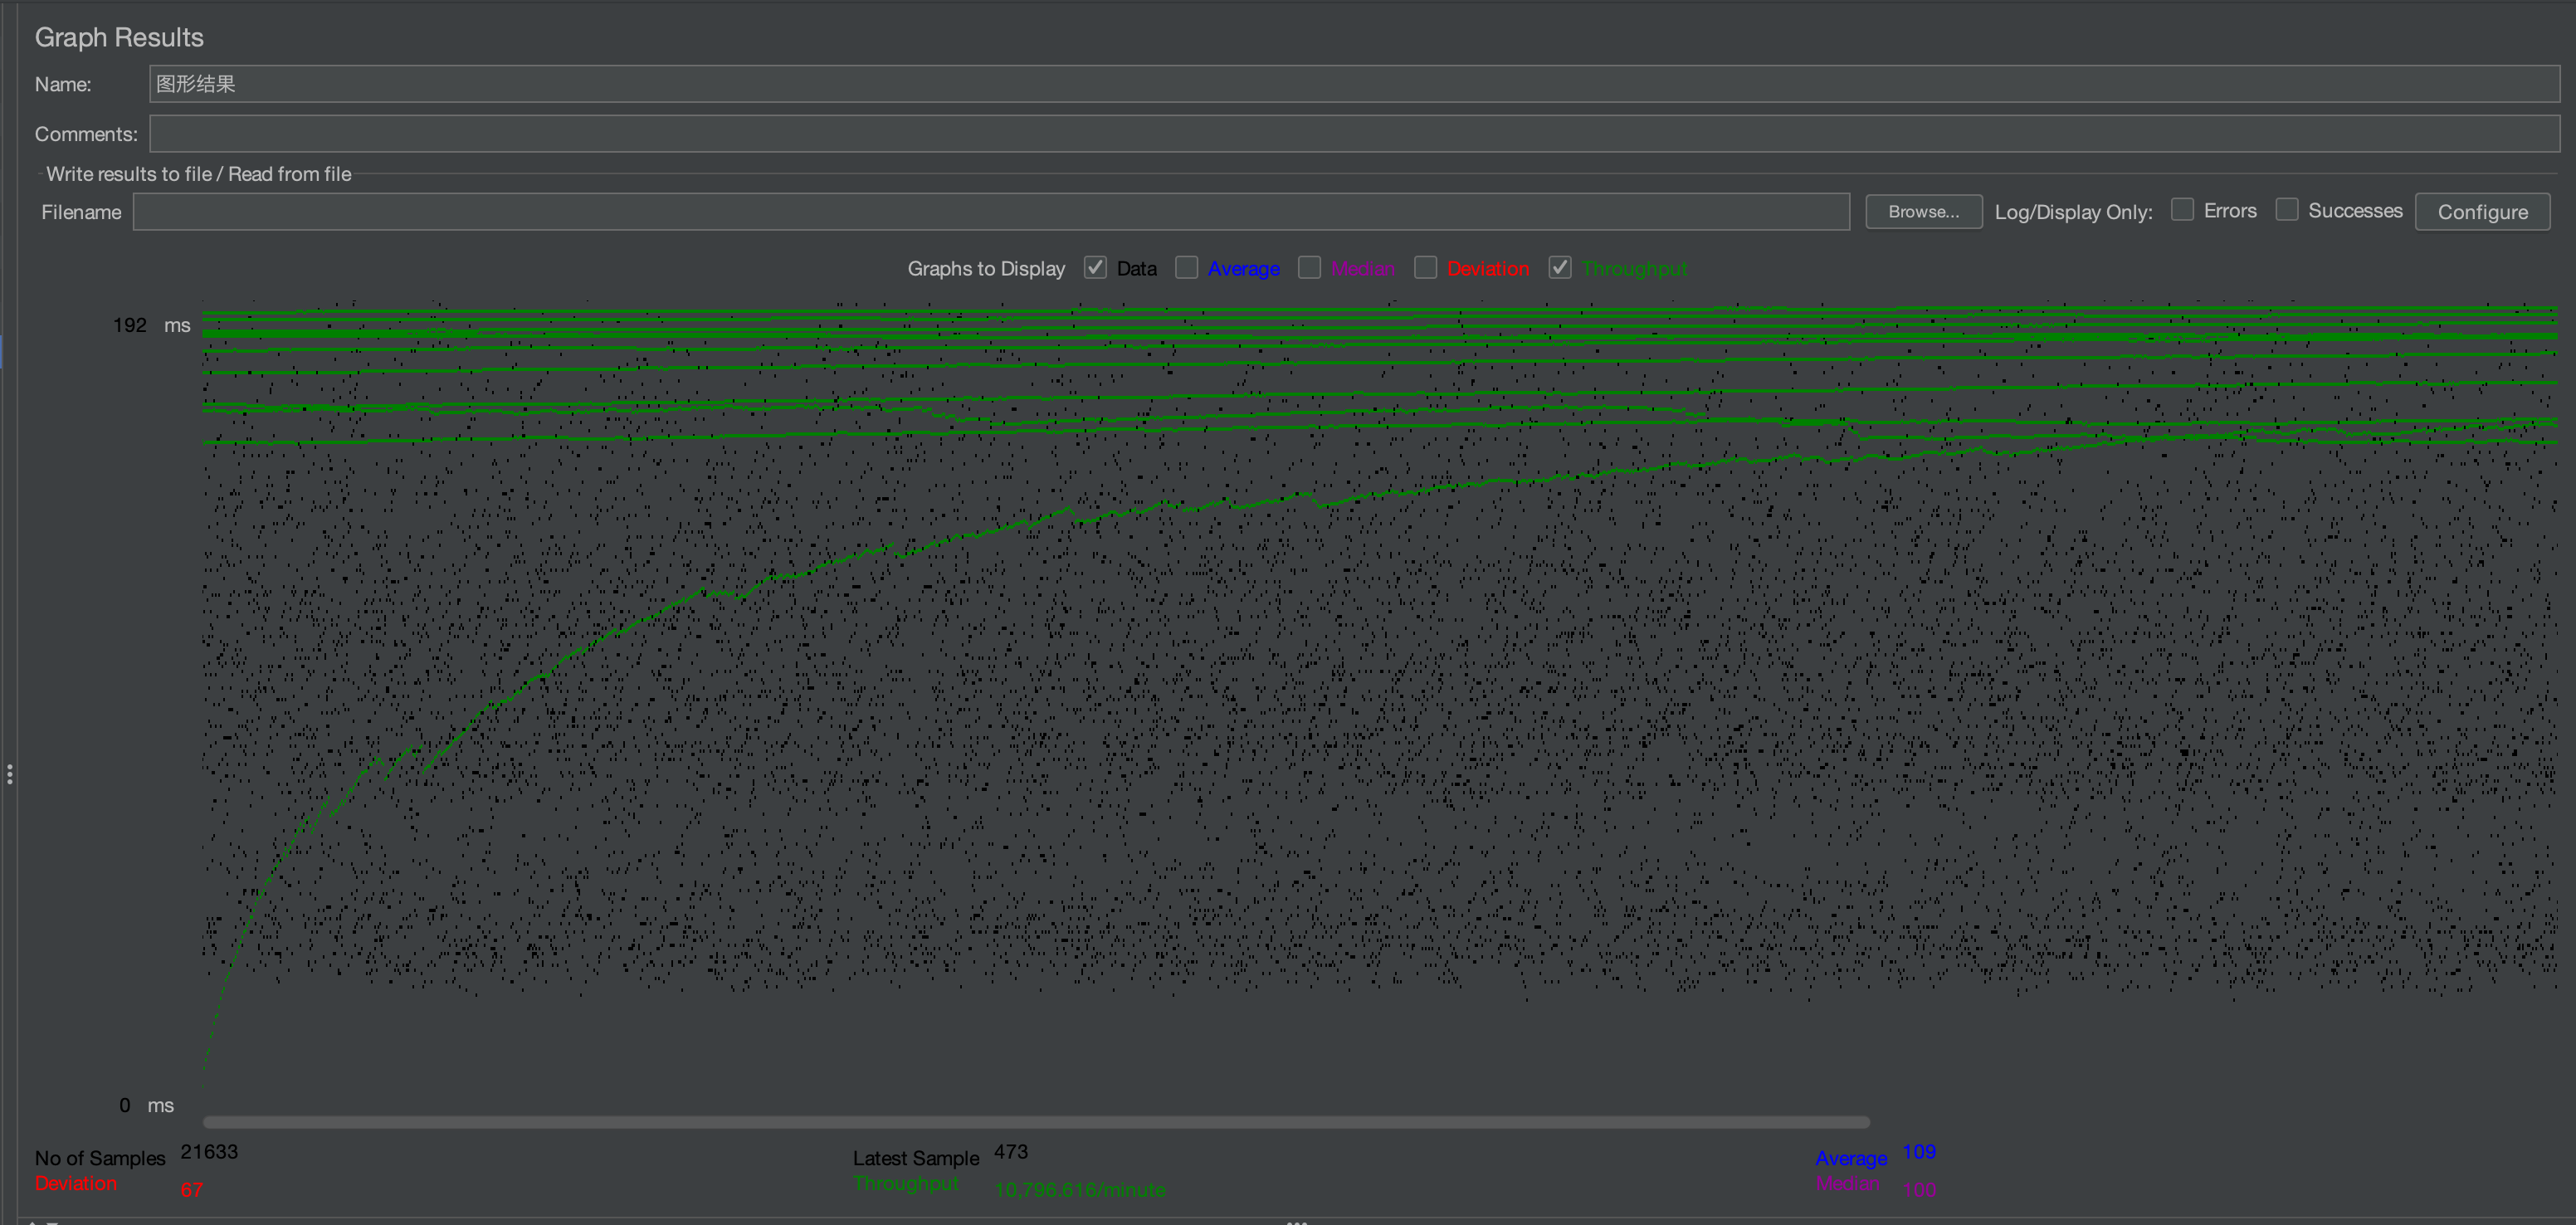 Graph Results
Name: 图形结果
Comments:
Write results to file / Read from file
Filename Browse... Log/Display Only: Errors Successes Configure
Graphs to Display Data Average Median Deviation Throughput
192 ms
0 ms
No of Samples 21633 Latest Sample 473 Average 109
Deviation 67 Throughput 10,796.616/minute Median 100